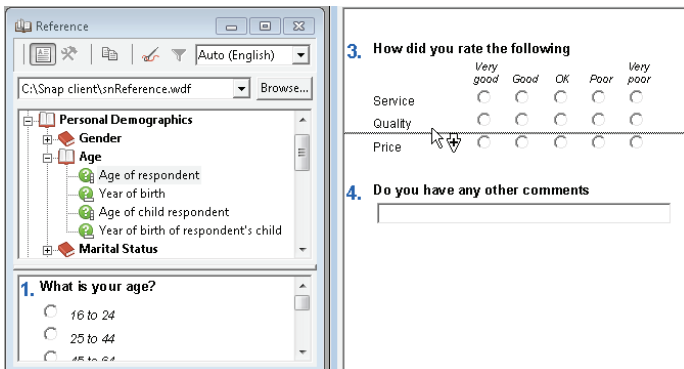 Reference
Auto (English)
C:\Snap client\snReference.wdf
Browse...
Personal Demographics
Gender
Age
Age of respondent
Year of birth
Age of child respondent
Year of birth of respondent's child
Marital Status
1. What is your age?
16 to 24
25 to 44
45 to 64
3. How did you rate the following
Very good Good OK Poor Very poor
Service
Quality
Price
4. Do you have any other comments